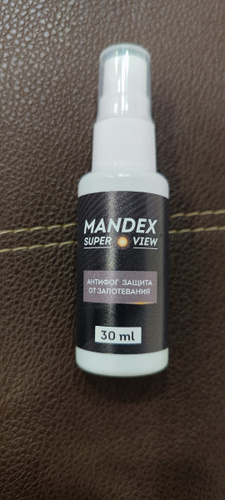 MANDEX
SUPER VIEW
АНТИФОГ ЗАЩИТА
ОТ ЗАПОТЕВАНИЯ
30 ml